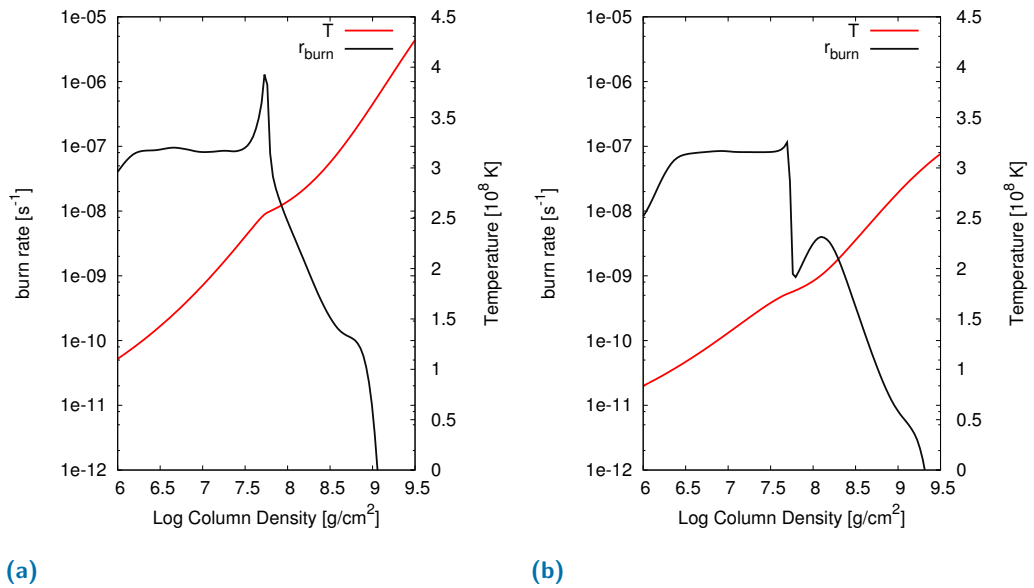 1e-05
1e-06
1e-07
1e-08
1e-09
1e-10
1e-11
1e-12
burn rate [s⁻¹]
6 6.5 7 7.5 8 8.5 9 9.5
Log Column Density [g/cm²]
4.5
4
3.5
3
2.5
2
1.5
1
0.5
0
Temperature [10⁸ K]
T
r_burn
(a)
1e-05
1e-06
1e-07
1e-08
1e-09
1e-10
1e-11
1e-12
burn rate [s⁻¹]
6 6.5 7 7.5 8 8.5 9 9.5
Log Column Density [g/cm²]
4.5
4
3.5
3
2.5
2
1.5
1
0.5
0
Temperature [10⁸ K]
T
r_burn
(b)